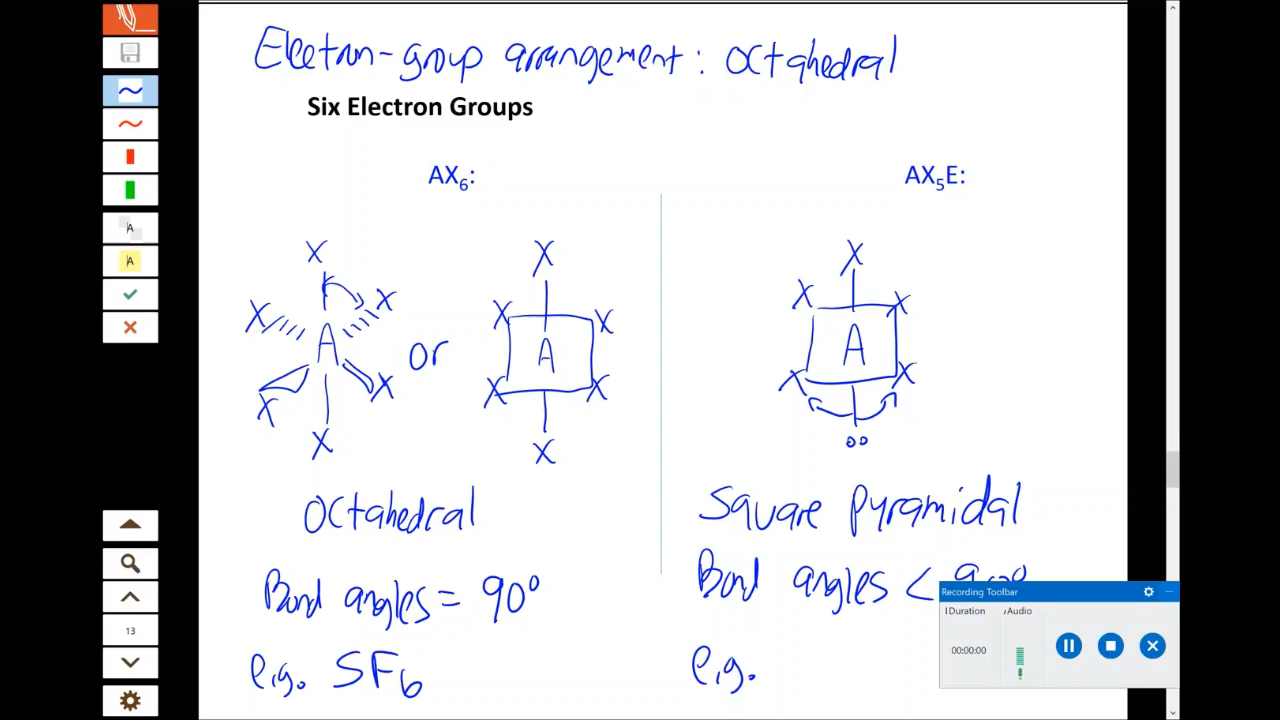 Electron-group arrangement: Octahedral
Six Electron Groups
AX6:
AX5E:
X
X
X
A
X
X
X
or
X
X
X
A
X
X
X
X
X
X
A
X
X
Octahedral
Square pyramidal
Bond angles = 90°
Bond angles <
e.g. SF6
e.g.
A
A
13
Recording Toolbar
Duration
Audio
00:00:00